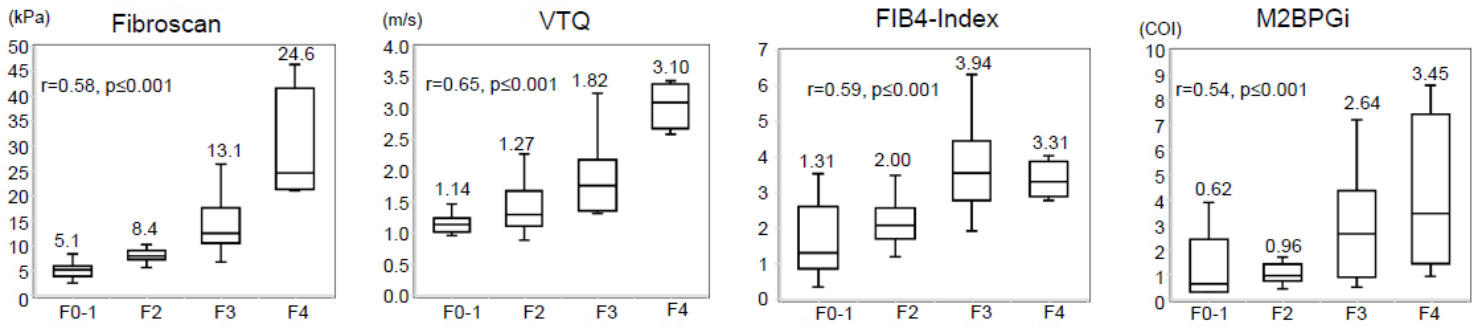 (kPa)
Fibroscan
50
45
40
35
30
25
20
15
10
5
0
r=0.58, p≤0.001
5.1
8.4
13.1
24.6
F0-1
F2
F3
F4
(m/s)
VTQ
4.0
3.5
3.0
2.5
2.0
1.5
1.0
0.5
0.0
r=0.65, p≤0.001
1.14
1.27
1.82
3.10
F0-1
F2
F3
F4
FIB4-Index
7
6
5
4
3
2
1
0
r=0.59, p≤0.001
1.31
2.00
3.94
3.31
F0-1
F2
F3
F4
(COI)
M2BPGi
10
9
8
7
6
5
4
3
2
1
0
r=0.54, p≤0.001
0.62
0.96
2.64
3.45
F0-1
F2
F3
F4